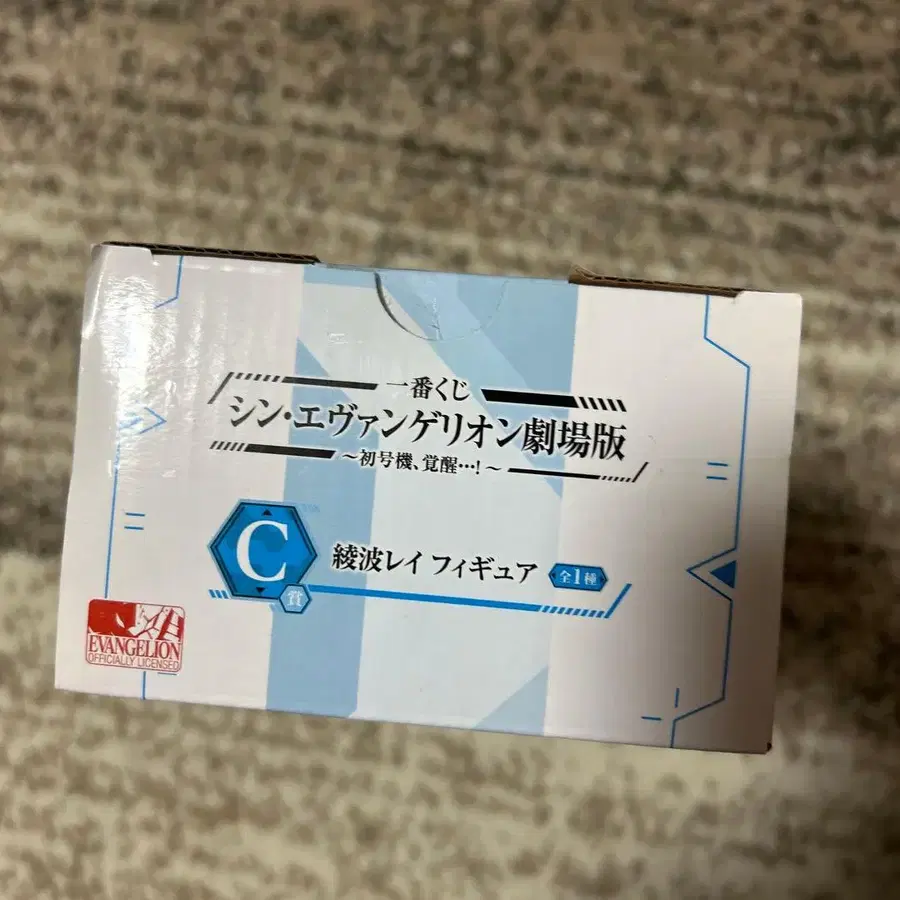 一番くじ
シン・エヴァンゲリオン劇場版
～初号機、覚醒…!～
C
賞
綾波レイ フィギュア
全1種
EVANGELION
OFFICIALLY LICENSED